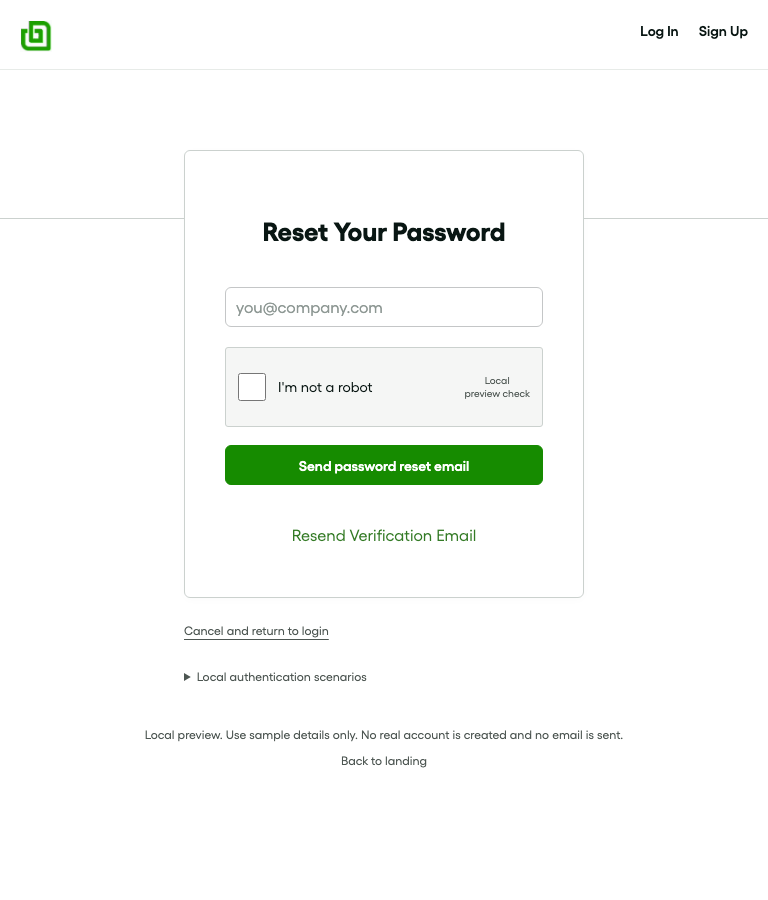 Log In
Sign Up
Reset Your Password
you@company.com
I'm not a robot
Local
preview check
Send password reset email
Resend Verification Email
Cancel and return to login
Local authentication scenarios
Local preview. Use sample details only. No real account is created and no email is sent.
Back to landing